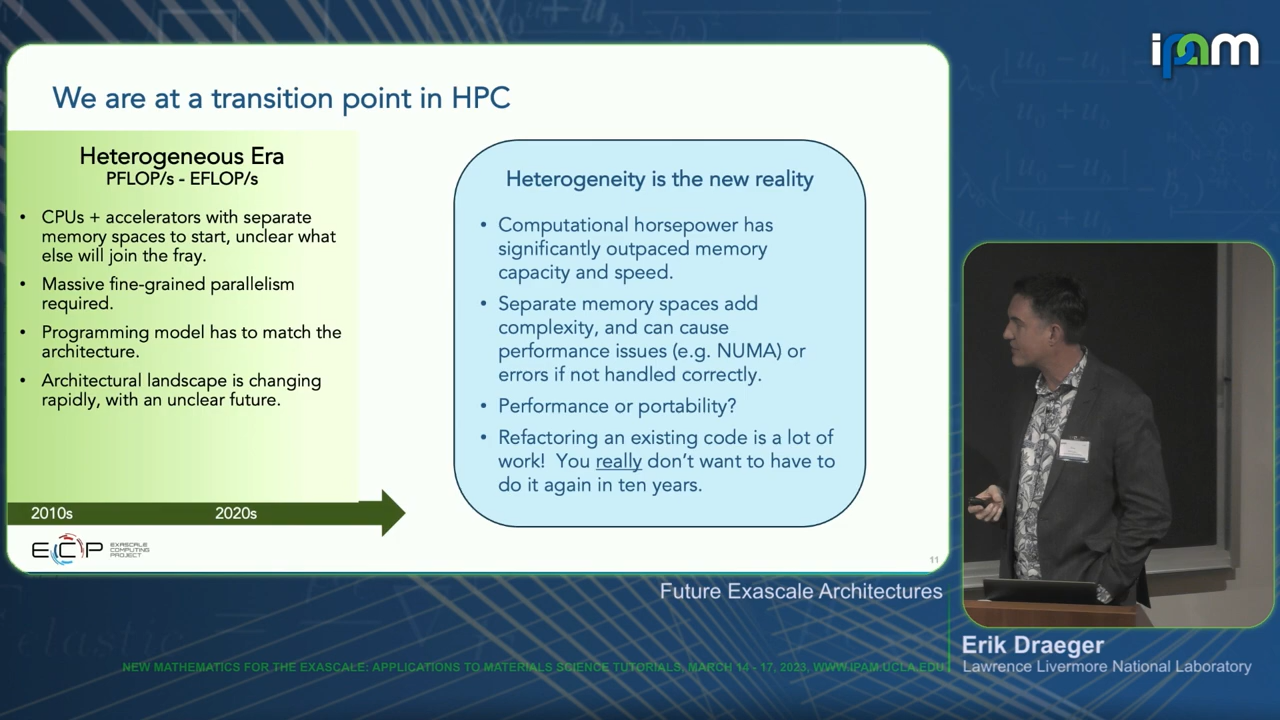 ipam
We are at a transition point in HPC
Heterogeneous Era
PFLOP/s - EFLOP/s
• CPUs + accelerators with separate
memory spaces to start, unclear what
else will join the fray.
• Massive fine-grained parallelism
required.
• Programming model has to match the
architecture.
• Architectural landscape is changing
rapidly, with an unclear future.
2010s
2020s
Heterogeneity is the new reality
• Computational horsepower has
significantly outpaced memory
capacity and speed.
• Separate memory spaces add
complexity, and can cause
performance issues (e.g. NUMA) or
errors if not handled correctly.
• Performance or portability?
• Refactoring an existing code is a lot of
work! You really don't want to have to
do it again in ten years.
ECP
EXASCALE
COMPUTING
PROJECT
11
Future Exascale Architectures
Erik Draeger
Lawrence Livermore National Laboratory
NEW MATHEMATICS FOR THE EXASCALE: APPLICATIONS TO MATERIALS SCIENCE TUTORIALS, MARCH 14 - 17, 2023, WWW.IPAM.UCLA.EDU
elastic